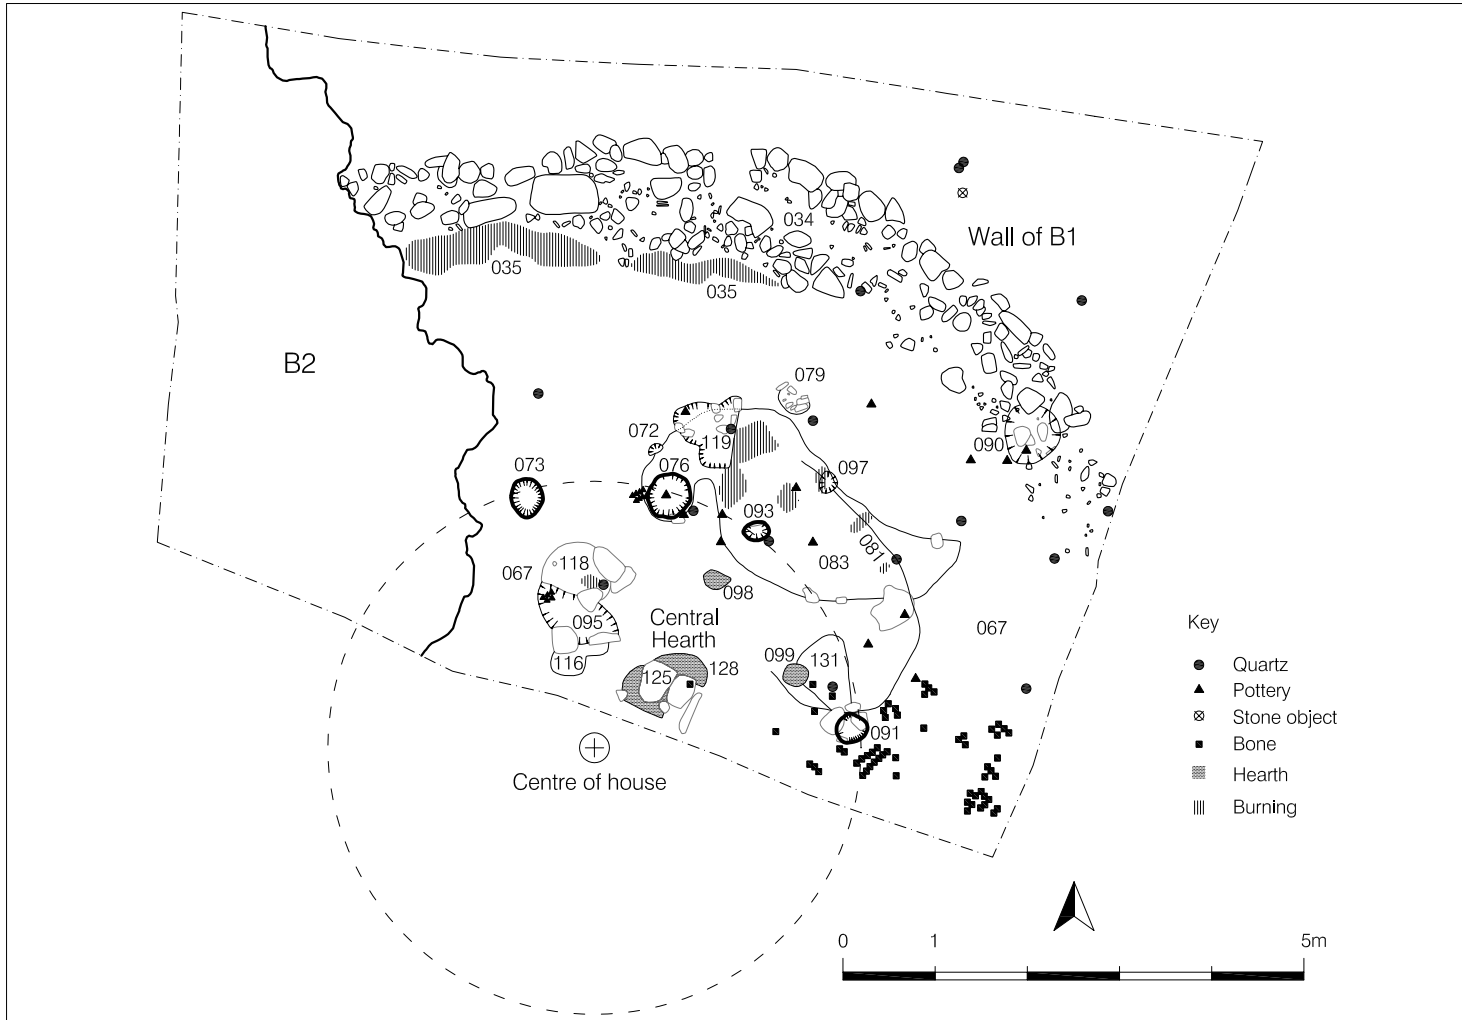 034
Wall of B1
035
035
B2
079
072
119
090
073
076
097
093
081
083
118
067
098
095
Central
Hearth
067
116
099
131
128
125
091
Centre of house
Key
Quartz
Pottery
Stone object
Bone
Hearth
Burning
0 1 5m